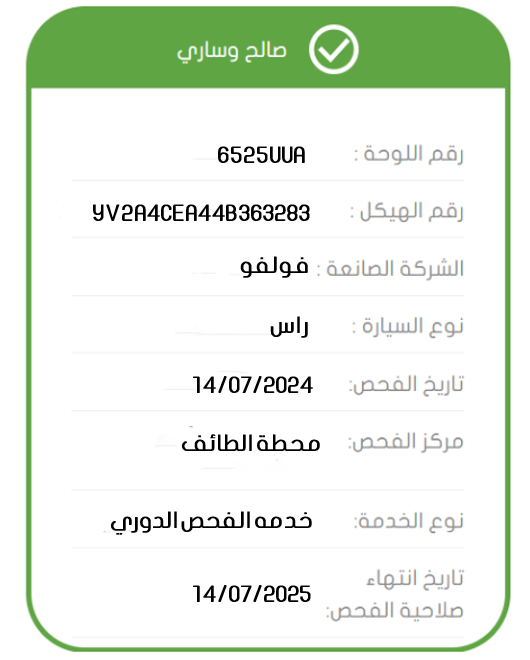 صالح وساري
رقم اللوحة : 6525UUA
رقم الهيكل : YV2A4CEA44B363283
الشركة الصانعة : فولفو
نوع السيارة : راس
تاريخ الفحص: 14/07/2024
مركز الفحص: محطة الطائف
نوع الخدمة: خدمه الفحص الدوري
تاريخ انتهاء
صلاحية الفحص: 14/07/2025